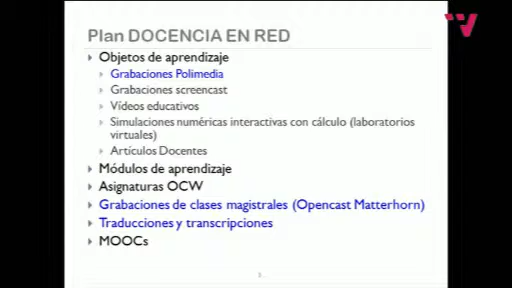 Plan DOCENCIA EN RED
Objetos de aprendizaje
Grabaciones Polimedia
Grabaciones screencast
Vídeos educativos
Simulaciones numéricas interactivas con cálculo (laboratorios
virtuales)
Artículos Docentes
Módulos de aprendizaje
Asignaturas OCW
Grabaciones de clases magistrales (Opencast Matterhorn)
Traducciones y transcripciones
MOOCs